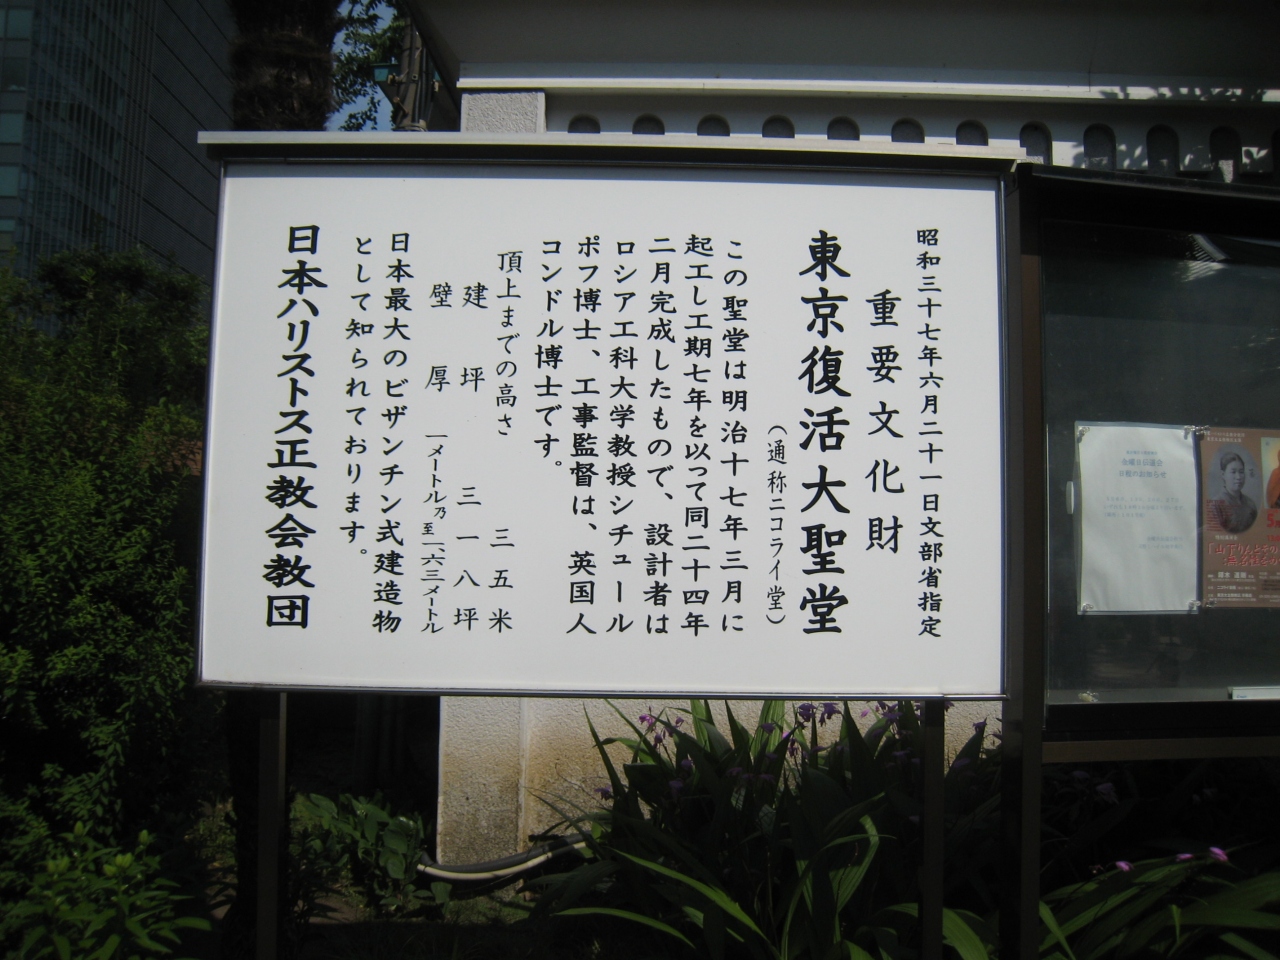 昭和三十七年六月二十一日文部省指定
重要文化財
東京復活大聖堂
（通称ニコライ堂）
この聖堂は明治十七年三月に
起工し工期七年を以って同二十四年
二月完成したもので、設計者は
ロシア工科大学教授シチュール
ポフ博士、工事監督は、英国人
コンドル博士です。
頂上までの高さ 三五米
建坪 三一八坪
壁厚 一メートル乃至一、六三メートル
日本最大のビザンチン式建造物
として知られております。
日本ハリストス正教会教団